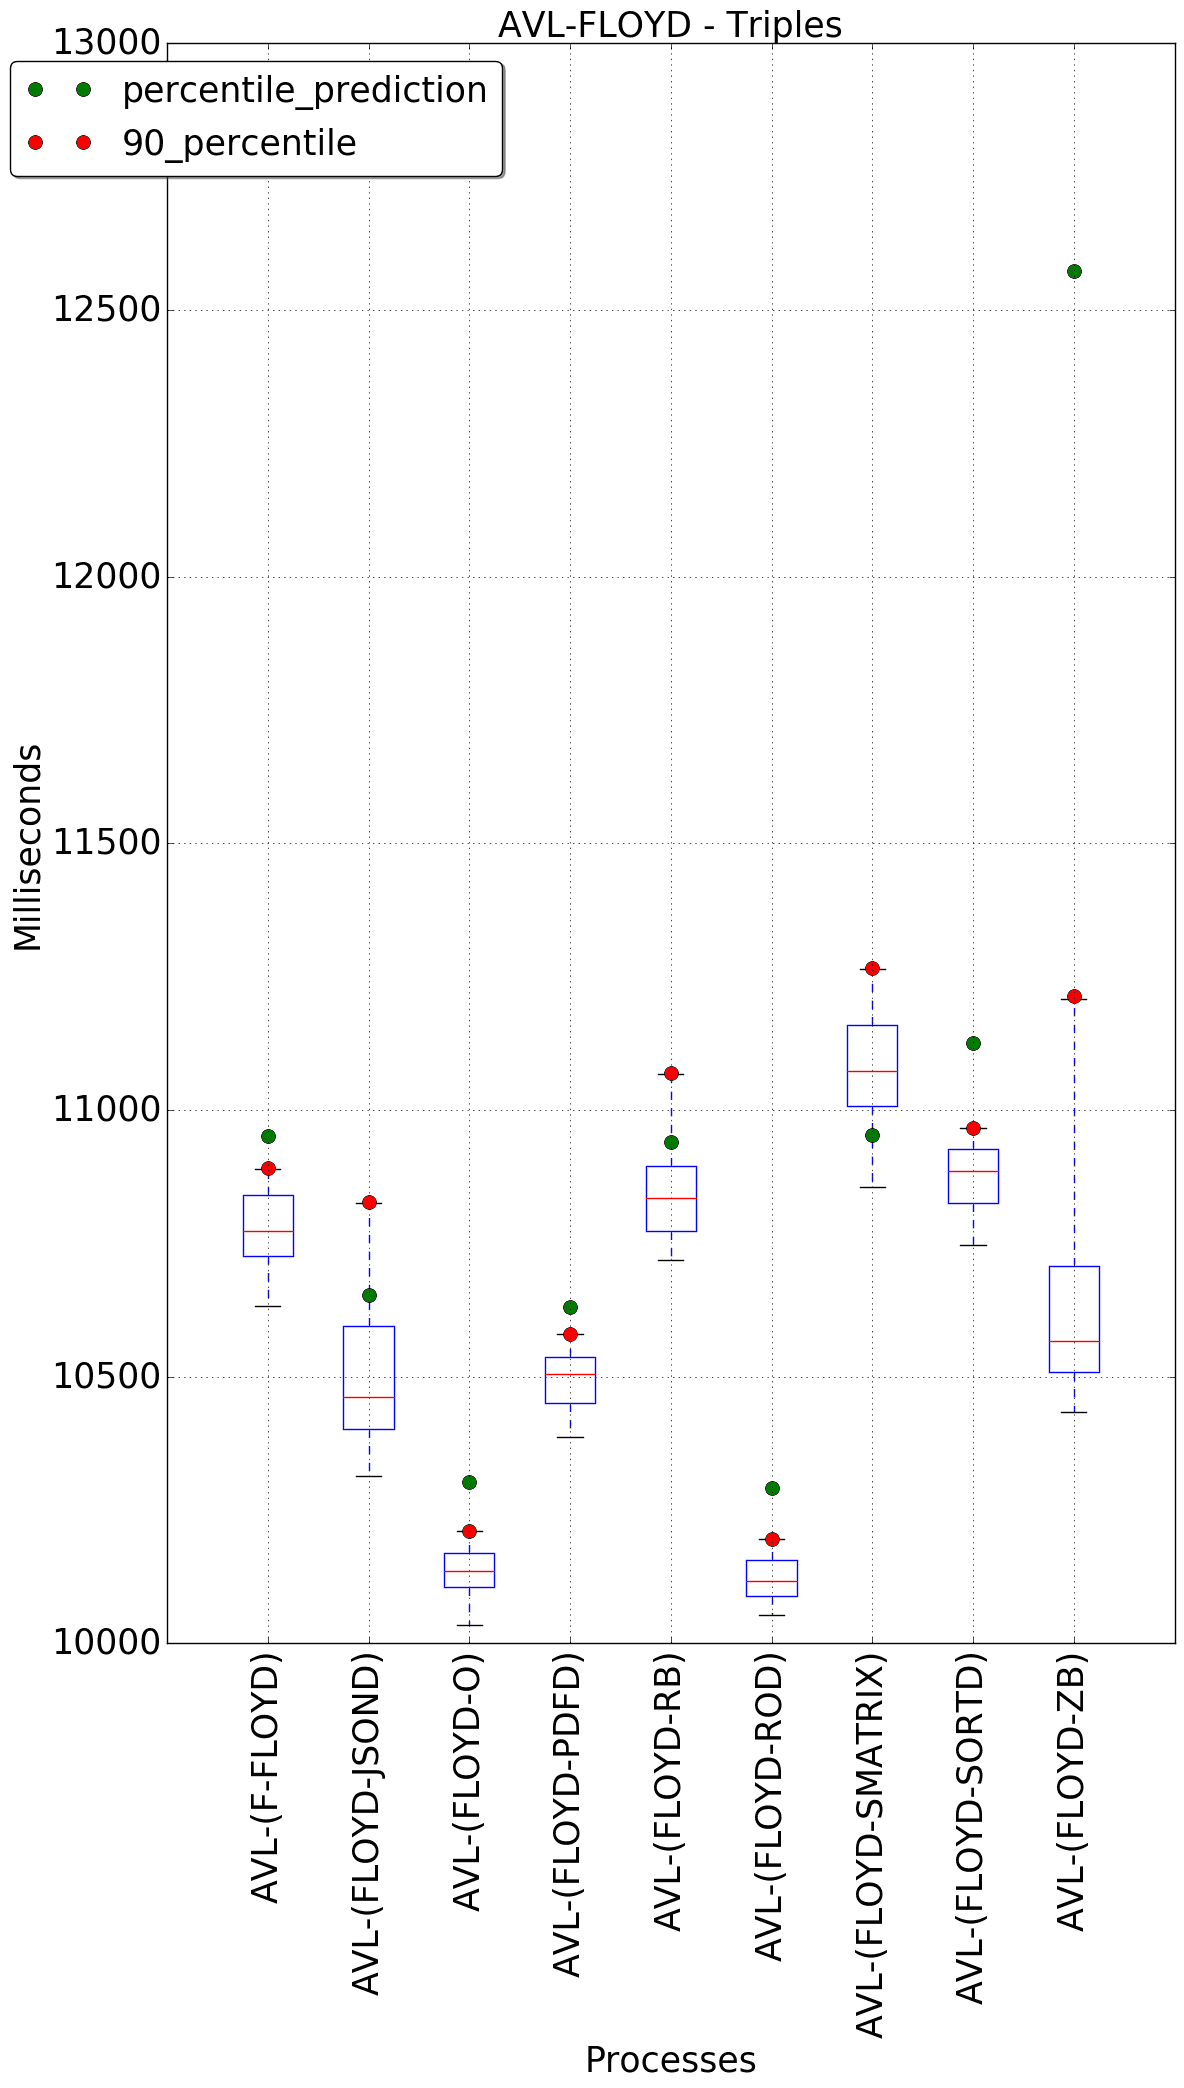 AVL-FLOYD - Triples
percentile_prediction
90_percentile
13000
12500
12000
11500
11000
10500
10000
Milliseconds
AVL-(F-FLOYD)
AVL-(FLOYD-JSOND)
AVL-(FLOYD-O)
AVL-(FLOYD-PDFD)
AVL-(FLOYD-RB)
AVL-(FLOYD-ROD)
AVL-(FLOYD-SMATRIX)
AVL-(FLOYD-SORTD)
AVL-(FLOYD-ZB)
Processes